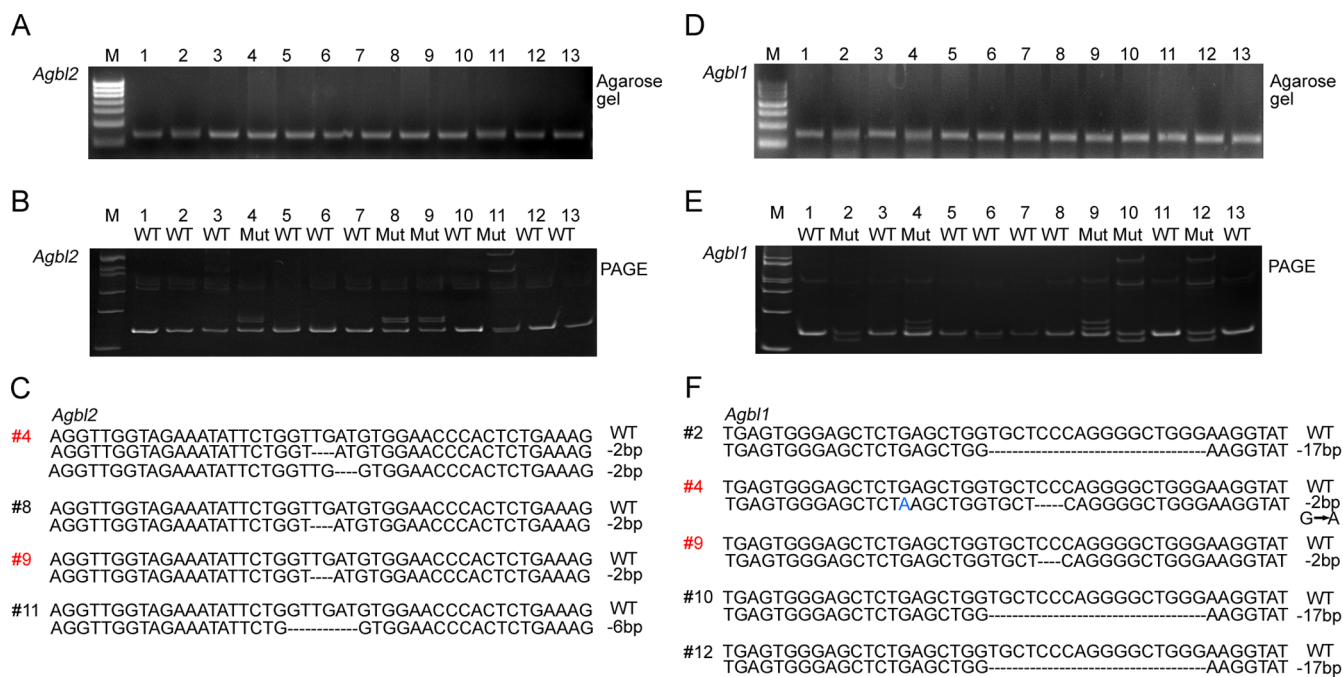 A
M 1 2 3 4 5 6 7 8 9 10 11 12 13
Agbl2
Agarose
gel
B
M 1 2 3 4 5 6 7 8 9 10 11 12 13
WT WT WT Mut WT WT WT Mut Mut WT Mut WT WT
Agbl2
PAGE
C
Agbl2
#4 AGGTTGGTAGAAATATTCTGGTTGATGTGGAACCCACTCTGAAAG WT
AGGTTGGTAGAAATATTCTGGT----ATGTGGAACCCACTCTGAAAG -2bp
AGGTTGGTAGAAATATTCTGGTTG----GTGGAACCCACTCTGAAAG -2bp
#8 AGGTTGGTAGAAATATTCTGGTTGATGTGGAACCCACTCTGAAAG WT
AGGTTGGTAGAAATATTCTGGT----ATGTGGAACCCACTCTGAAAG -2bp
#9 AGGTTGGTAGAAATATTCTGGTTGATGTGGAACCCACTCTGAAAG WT
AGGTTGGTAGAAATATTCTGGT----ATGTGGAACCCACTCTGAAAG -2bp
#11 AGGTTGGTAGAAATATTCTGGTTGATGTGGAACCCACTCTGAAAG WT
AGGTTGGTAGAAATATTCTG------------GTGGAACCCACTCTGAAAG -6bp
D
M 1 2 3 4 5 6 7 8 9 10 11 12 13
Agbl1
Agarose
gel
E
M 1 2 3 4 5 6 7 8 9 10 11 12 13
WT Mut WT Mut WT WT WT WT Mut Mut WT Mut WT
Agbl1
PAGE
F
Agbl1
#2 TGAGTGGGAGCTCTGAGCTGGTGCTCCCAGGGGCTGGGAAGGTAT WT
TGAGTGGGAGCTCTGAGCTGG-----------------------------------AAGGTAT -17bp
#4 TGAGTGGGAGCTCTGAGCTGGTGCTCCCAGGGGCTGGGAAGGTAT WT
TGAGTGGGAGCTCTAAGCTGGTGCT-----CAGGGGCTGGGAAGGTAT -2bp
G→A
#9 TGAGTGGGAGCTCTGAGCTGGTGCTCCCAGGGGCTGGGAAGGTAT WT
TGAGTGGGAGCTCTGAGCTGGTGCT----CAGGGGCTGGGAAGGTAT -2bp
#10 TGAGTGGGAGCTCTGAGCTGGTGCTCCCAGGGGCTGGGAAGGTAT WT
TGAGTGGGAGCTCTGAGCTGG-----------------------------------AAGGTAT -17bp
#12 TGAGTGGGAGCTCTGAGCTGGTGCTCCCAGGGGCTGGGAAGGTAT WT
TGAGTGGGAGCTCTGAGCTGG-----------------------------------AAGGTAT -17bp